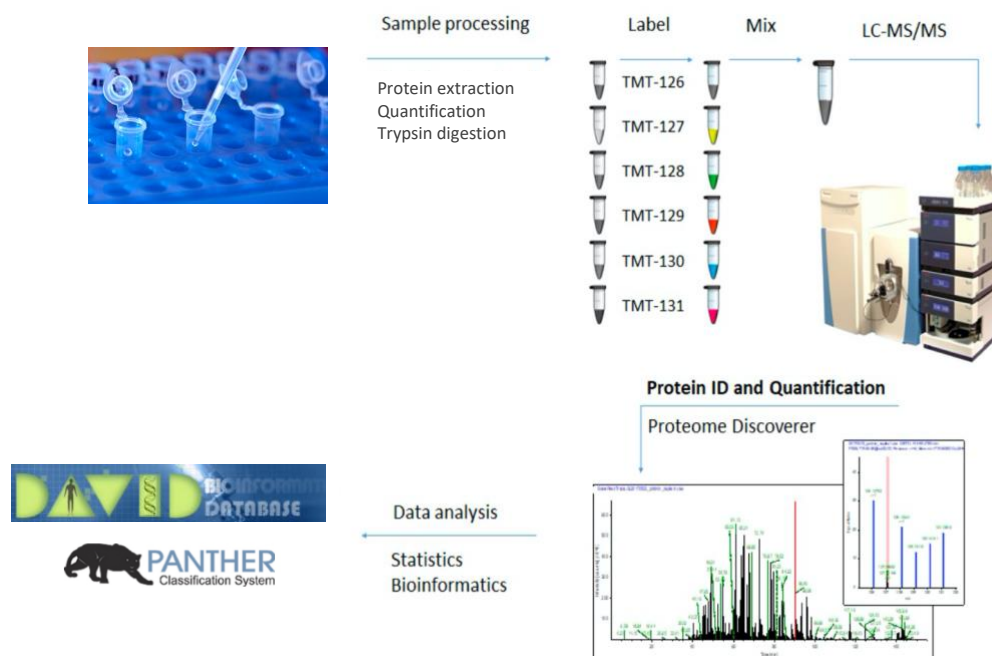 Sample processing
Label
Mix
LC-MS/MS
Protein extraction
Quantification
Trypsin digestion
TMT-126
TMT-127
TMT-128
TMT-129
TMT-130
TMT-131
Protein ID and Quantification
Proteome Discoverer
DAVID BIOINFORMAT
DATABASE
PANTHER
Classification System
Data analysis
Statistics
Bioinformatics